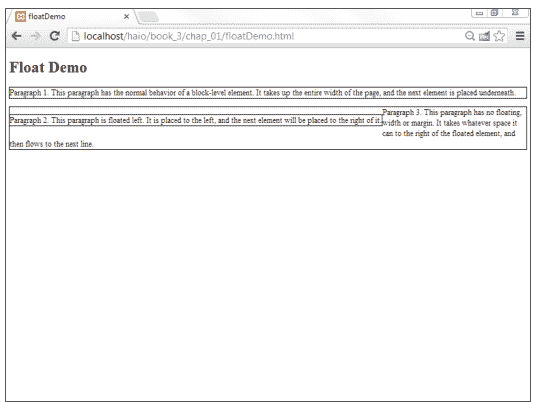 floatDemo
localhost/haio/book_3/chap_01/floatDemo.html
Float Demo
Paragraph 1. This paragraph has the normal behavior of a block-level element. It takes up the entire width of the page, and the next element is placed underneath.
Paragraph 2. This paragraph is floated left. It is placed to the left, and the next element will be placed to the right of it.
Paragraph 3. This paragraph has no floating,
width or margin. It takes whatever space it
can to the right of the floated element, and
then flows to the next line.